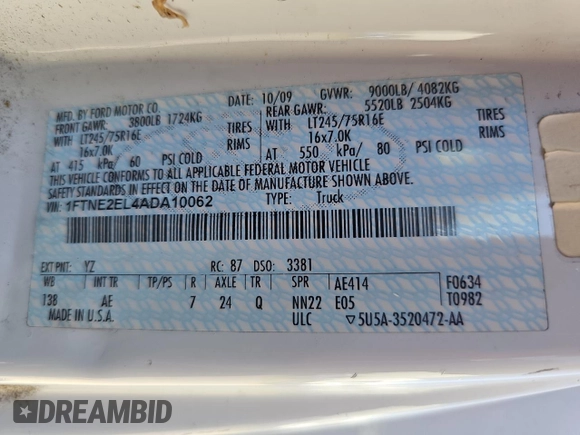 MFD. BY FORD MOTOR CO.
DATE: 10/09 GVWR: 9000LB/ 4082KG
FRONT GAWR: 3800LB 1724KG
REAR GAWR: 5520LB 2504KG
WITH LT245/75R16E TIRES
WITH LT245/75R16E TIRES
16x7.0K RIMS
16x7.0K RIMS
AT 415 kPa/ 60 PSI COLD
AT 550 kPa/ 80 PSI COLD
THIS VEHICLE CONFORMS TO ALL APPLICABLE FEDERAL MOTOR VEHICLE
SAFETY STANDARDS IN EFFECT ON THE DATE OF MANUFACTURE SHOWN ABOVE.
VIN: 1FTNE2EL4ADA10062
TYPE: Truck
EXT PNT: YZ RC: 87 DSO: 3381
WB INT TR TP/PS R AXLE TR SPR AE414 F0634
138 AE 7 24 Q NN22 E05 T0982
MADE IN U.S.A. ULC ▽5U5A-3520472-AA
DREAMBID